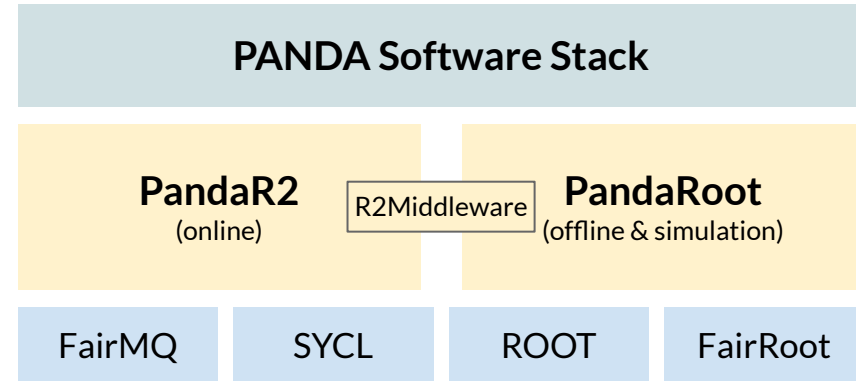 PANDA Software Stack
PandaR2
(online)
R2Middleware
PandaRoot
(offline & simulation)
FairMQ
SYCL
ROOT
FairRoot